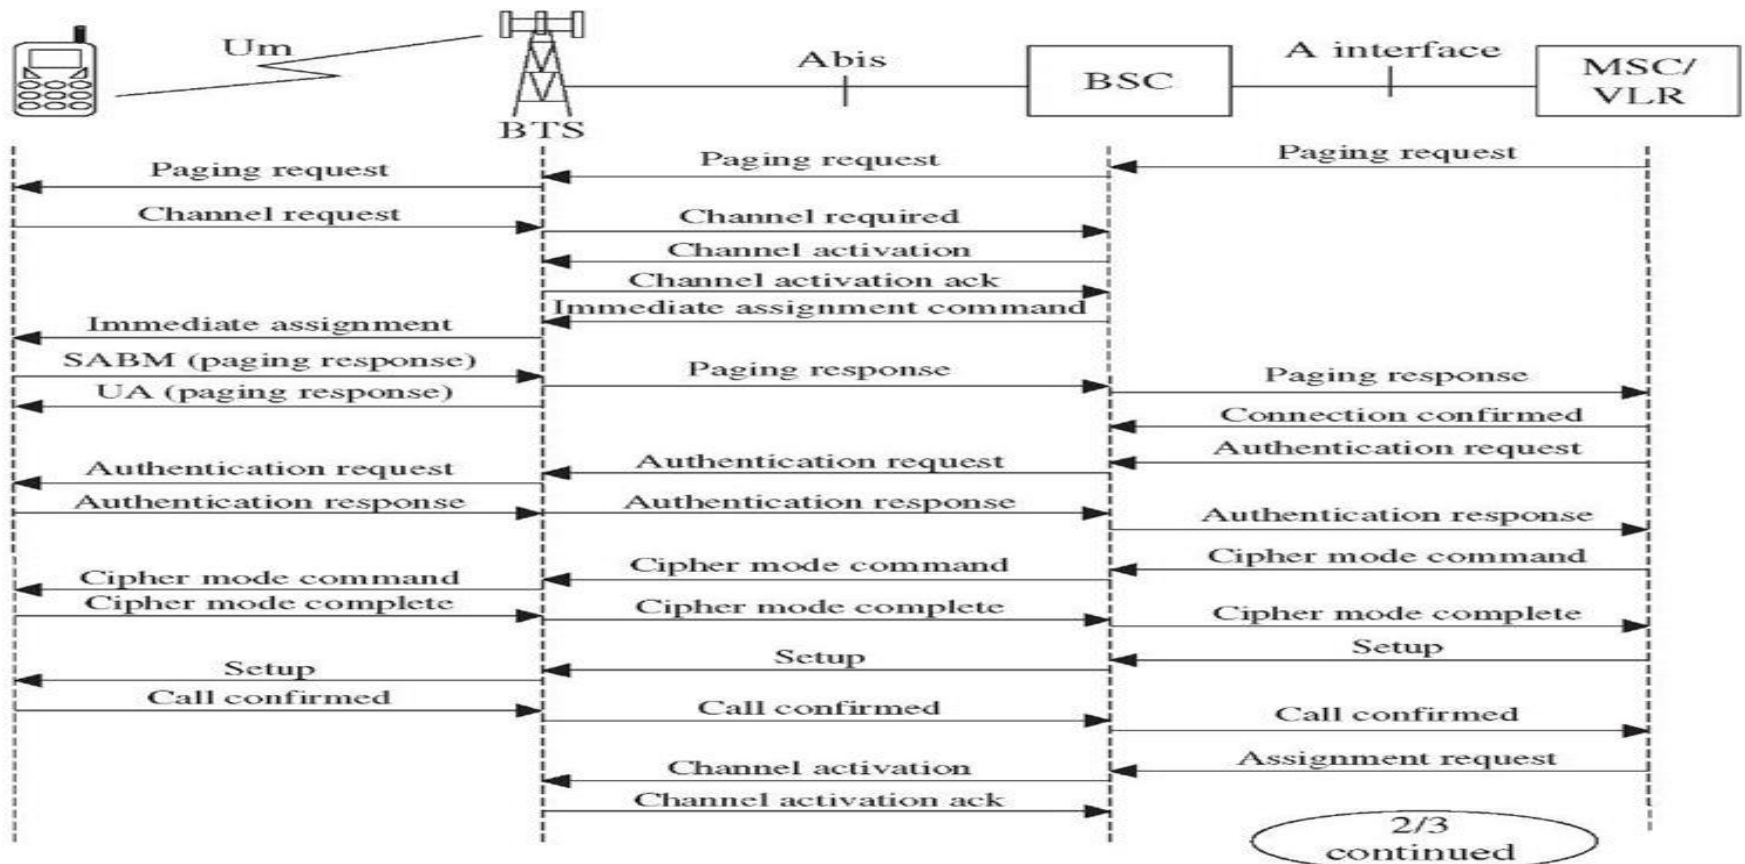 Um
Abis
A interface
BTS
BSC
MSC/
VLR
Paging request
Paging request
Paging request
Channel request
Channel required
Channel activation
Channel activation ack
Immediate assignment command
Immediate assignment
SABM (paging response)
Paging response
Paging response
UA (paging response)
Connection confirmed
Authentication request
Authentication request
Authentication request
Authentication response
Authentication response
Authentication response
Cipher mode command
Cipher mode command
Cipher mode command
Cipher mode complete
Cipher mode complete
Cipher mode complete
Setup
Setup
Setup
Call confirmed
Call confirmed
Call confirmed
Assignment request
Channel activation
Channel activation ack
2/3
continued